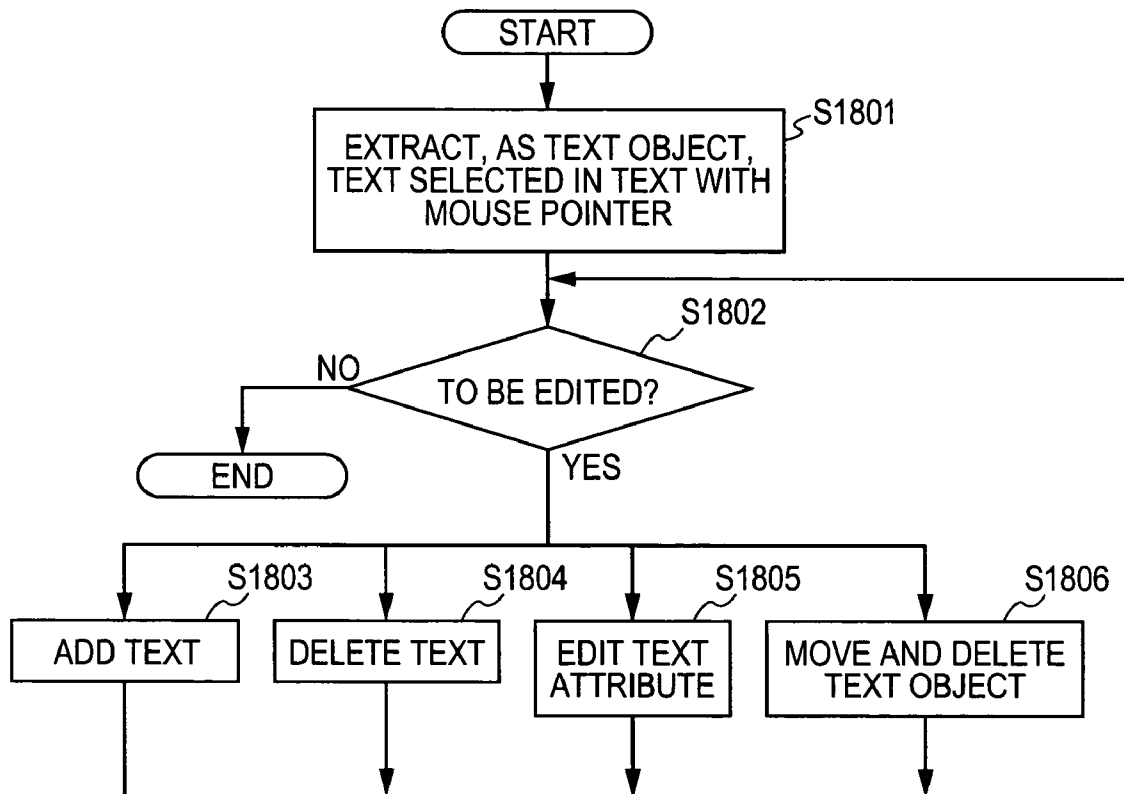 START
S1801
EXTRACT, AS TEXT OBJECT,
TEXT SELECTED IN TEXT WITH
MOUSE POINTER
S1802
NO
TO BE EDITED?
END
YES
S1803
S1804
S1805
S1806
ADD TEXT
DELETE TEXT
EDIT TEXT
ATTRIBUTE
MOVE AND DELETE
TEXT OBJECT